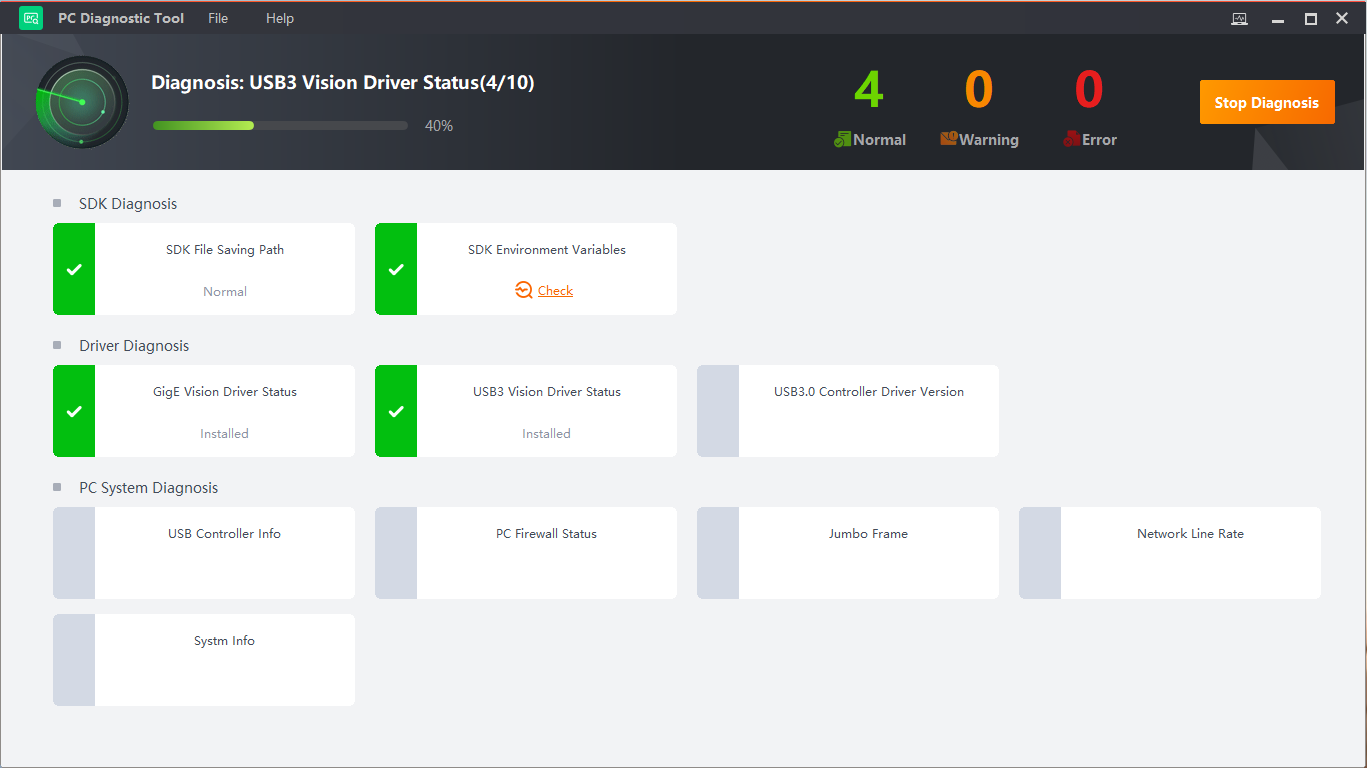 PC Diagnostic Tool File Help
Diagnosis: USB3 Vision Driver Status(4/10)
40%
4 0 0
Normal Warning Error
Stop Diagnosis
SDK Diagnosis
SDK File Saving Path
Normal
SDK Environment Variables
Check
Driver Diagnosis
GigE Vision Driver Status
Installed
USB3 Vision Driver Status
Installed
USB3.0 Controller Driver Version
PC System Diagnosis
USB Controller Info
PC Firewall Status
Jumbo Frame
Network Line Rate
Systm Info